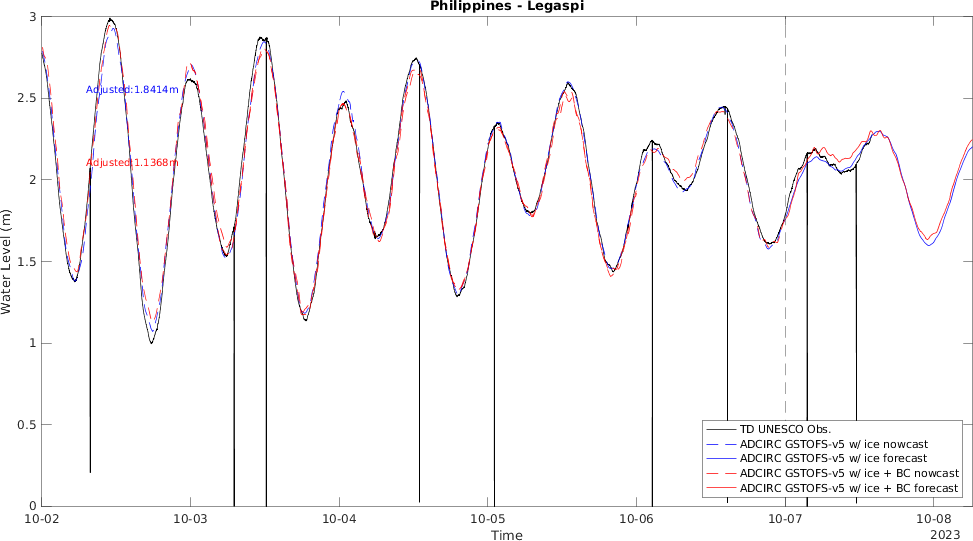 Philippines - Legaspi
3
2.5
2
1.5
1
0.5
0
Water Level (m)
Adjusted:1.8414m
Adjusted:1.1368m
TD UNESCO Obs.
ADCIRC GSTOFS-v5 w/ ice nowcast
ADCIRC GSTOFS-v5 w/ ice forecast
ADCIRC GSTOFS-v5 w/ ice + BC nowcast
ADCIRC GSTOFS-v5 w/ ice + BC forecast
10-02 10-03 10-04 10-05 10-06 10-07 10-08
Time 2023